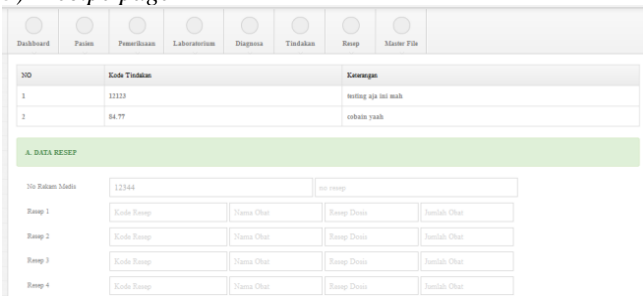 Dashboard Pasien Pemeriksaan Laboratorium Diagnosa Tindakan Resep Master File
NO Kode Tindakan Keterangan
1 12123 testing aja ini mah
2 84.77 cobain yaah
A. DATA RESEP
No Rakam Medis 12344 no resep
Resep 1 Kode Resep Nama Obat Resep Dosis Jumlah Obat
Resep 2 Kode Resep Nama Obat Resep Dosis Jumlah Obat
Resep 3 Kode Resep Nama Obat Resep Dosis Jumlah Obat
Resep 4 Kode Resep Nama Obat Resep Dosis Jumlah Obat